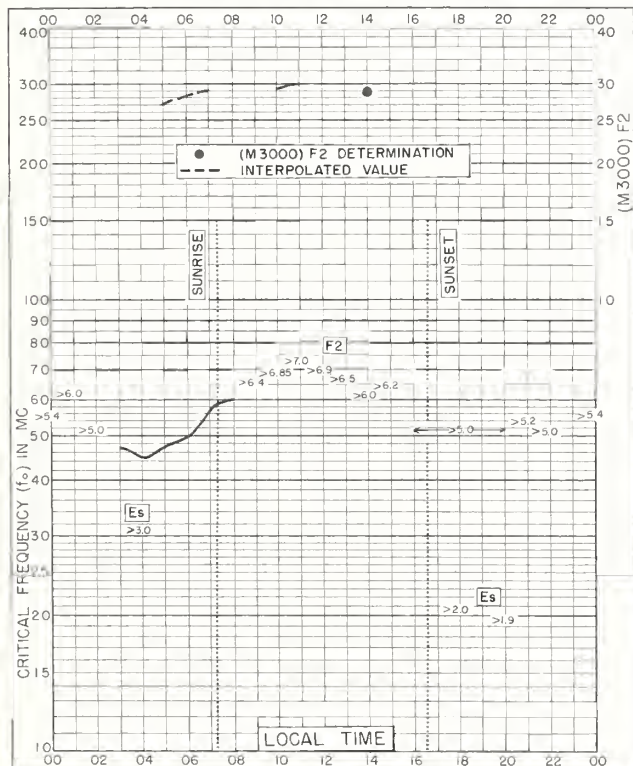 00 02 04 06 08 10 12 14 16 18 20 22 00
400 40
300 30
250 25
200 20
● (M3000) F2 DETERMINATION
--- INTERPOLATED VALUE
(M3000) F2
150 15
SUNRISE
SUNSET
100 10
90
80
F2
70
>7.0
>6.85 >6.9
>6.4 >6.5
>6.2
>6.0 >6.0
60
>5.4 >5.4
>5.2
>5.0 >5.0 >5.0
50
40
CRITICAL FREQUENCY (fo) IN MC
Es
>3.0
30
25
Es
>2.0
>1.9
20
15
10
LOCAL TIME
00 02 04 06 08 10 12 14 16 18 20 22 00